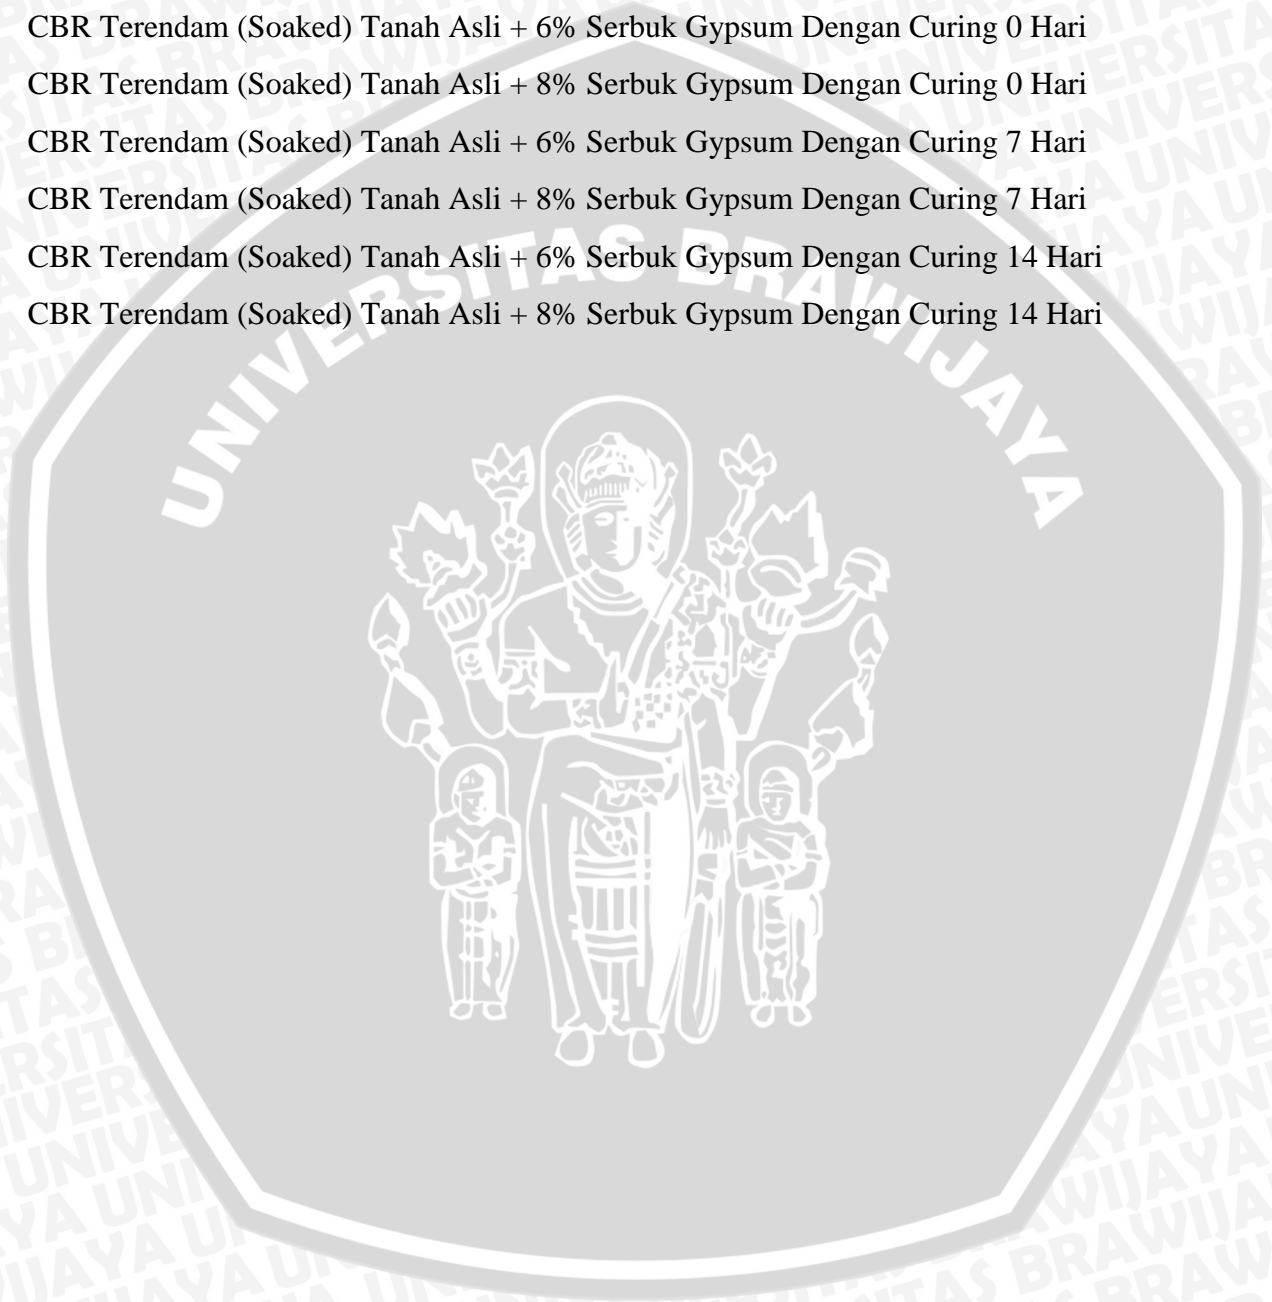 CBR Terendam (Soaked) Tanah Asli + 6% Serbuk Gypsum Dengan Curing 0 Hari
CBR Terendam (Soaked) Tanah Asli + 8% Serbuk Gypsum Dengan Curing 0 Hari
CBR Terendam (Soaked) Tanah Asli + 6% Serbuk Gypsum Dengan Curing 7 Hari
CBR Terendam (Soaked) Tanah Asli + 8% Serbuk Gypsum Dengan Curing 7 Hari
CBR Terendam (Soaked) Tanah Asli + 6% Serbuk Gypsum Dengan Curing 14 Hari
CBR Terendam (Soaked) Tanah Asli + 8% Serbuk Gypsum Dengan Curing 14 Hari
UNIVERSITAS BRAWIJAYA